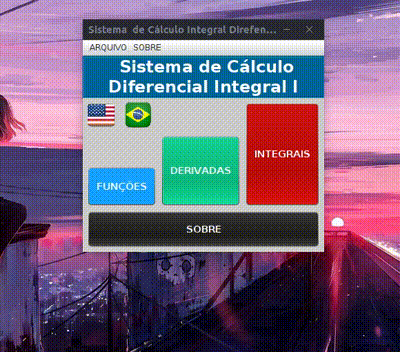 Sistema de Cálculo Integral Direfen...
ARQUIVO SOBRE
Sistema de Cálculo
Diferencial Integral I
INTEGRAIS
DERIVADAS
FUNÇÕES
SOBRE